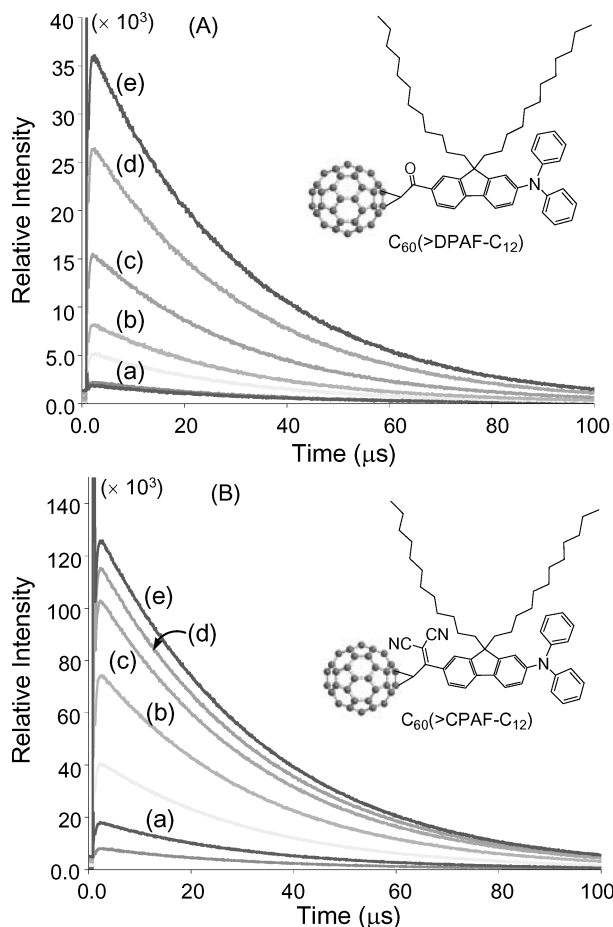 (× 10³)
(A)
40
35
30
25
20
15
10
5.0
0.0
Relative Intensity
(e)
(d)
(c)
(b)
(a)
O
N
C₆₀(>DPAF-C₁₂)
0.0
20
40
60
80
100
Time (μs)
(× 10³)
(B)
140
120
100
80
60
40
20
0.0
Relative Intensity
(e)
(d)
(c)
(b)
(a)
NC
CN
N
C₆₀(>CPAF-C₁₂)
0.0
20
40
60
80
100
Time (μs)